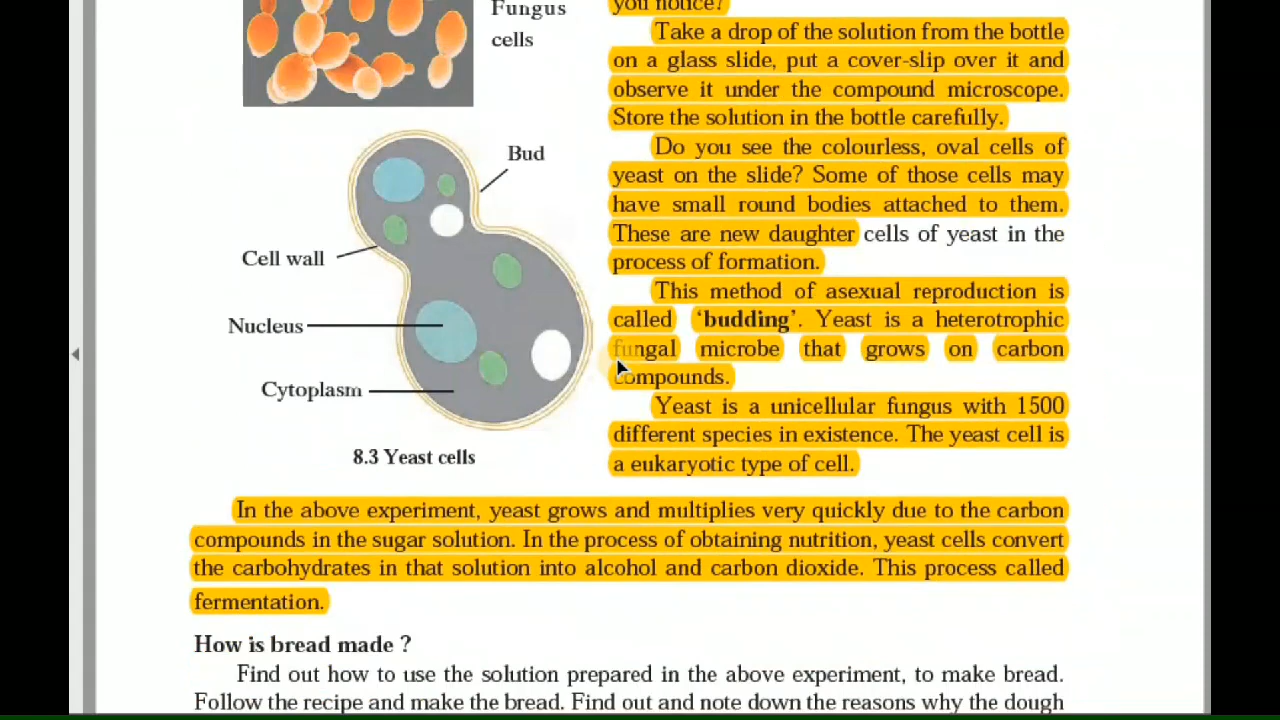 Fungus
cells
Bud
Cell wall
Nucleus
Cytoplasm
8.3 Yeast cells
you notice?
Take a drop of the solution from the bottle
on a glass slide, put a cover-slip over it and
observe it under the compound microscope.
Store the solution in the bottle carefully.
Do you see the colourless, oval cells of
yeast on the slide? Some of those cells may
have small round bodies attached to them.
These are new daughter cells of yeast in the
process of formation.
This method of asexual reproduction is
called ‘budding’. Yeast is a heterotrophic
fungal microbe that grows on carbon
compounds.
Yeast is a unicellular fungus with 1500
different species in existence. The yeast cell is
a eukaryotic type of cell.
In the above experiment, yeast grows and multiplies very quickly due to the carbon
compounds in the sugar solution. In the process of obtaining nutrition, yeast cells convert
the carbohydrates in that solution into alcohol and carbon dioxide. This process called
fermentation.
How is bread made ?
Find out how to use the solution prepared in the above experiment, to make bread.
Follow the recipe and make the bread. Find out and note down the reasons why the dough